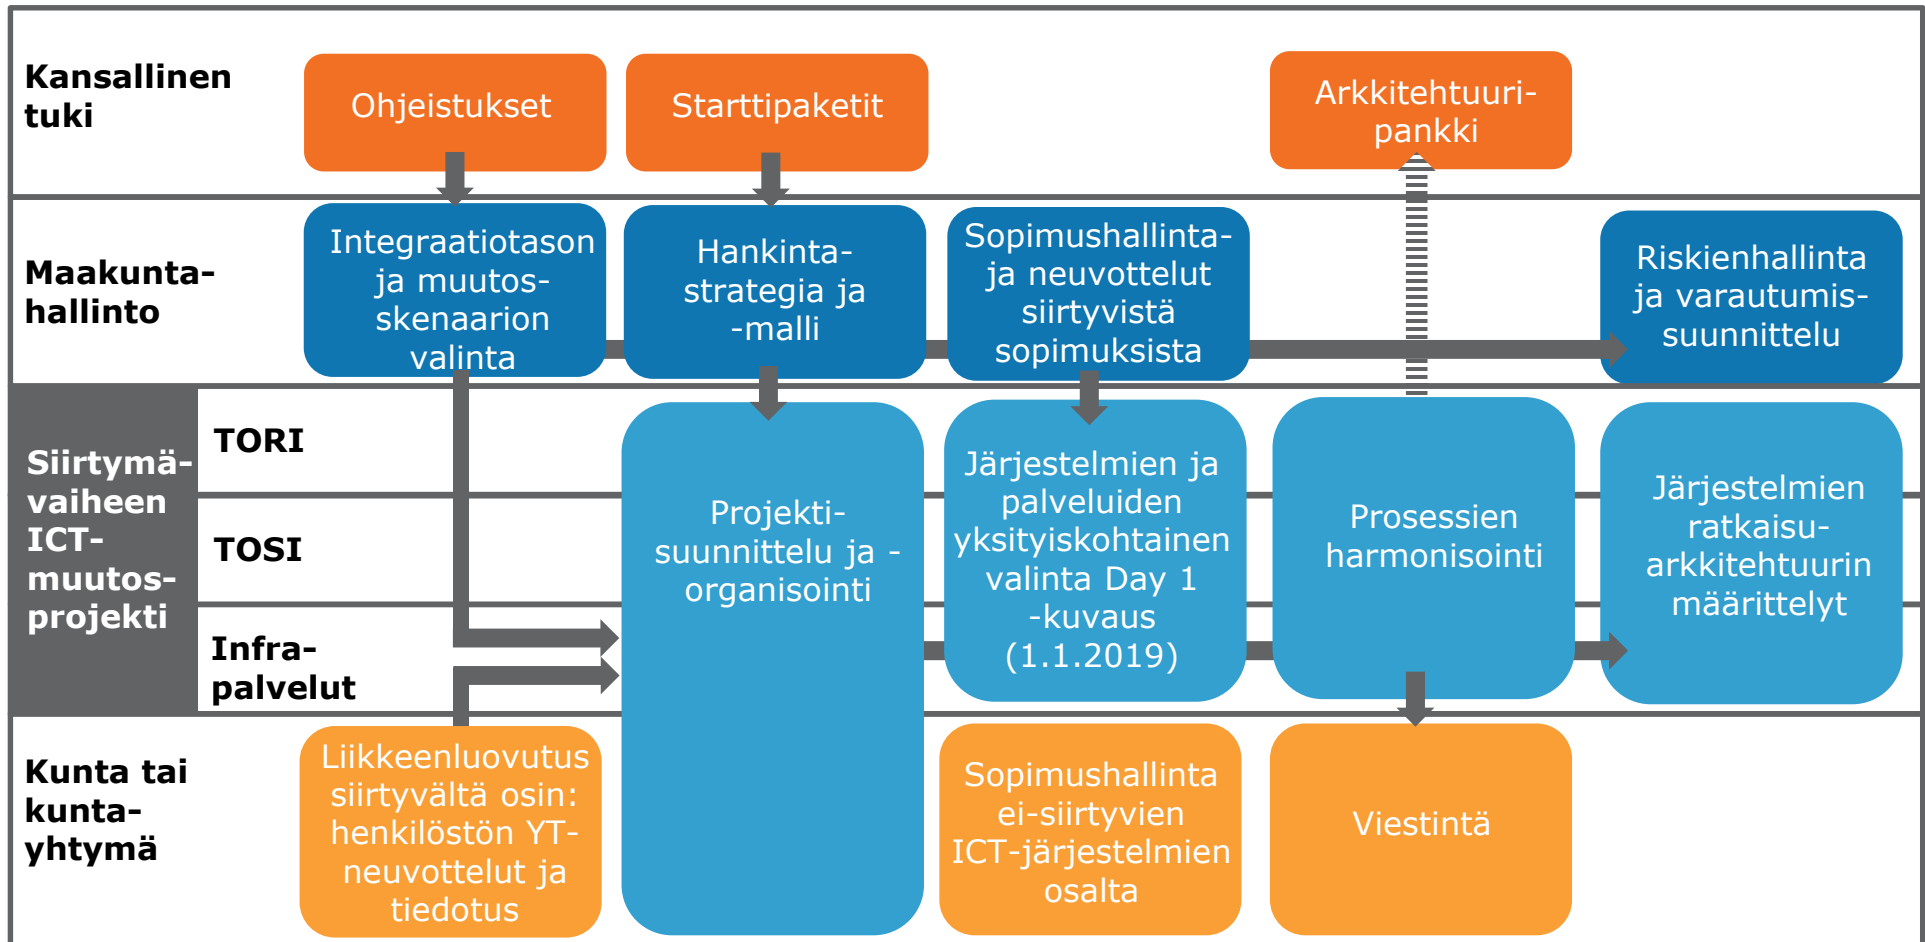 Kansallinen
tuki
Ohjeistukset
Starttipaketit
Arkkitehtuuri-
pankki
Maakunta-
hallinto
Integraatiotason
ja muutos-
skenaarion
valinta
Hankinta-
strategia ja
-malli
Sopimushallinta-
ja neuvottelut
siirtyvistä
sopimuksista
Riskienhallinta
ja varautumis-
suunnittelu
Siirtymä-
vaiheen
ICT-
muutos-
projekti
TORI
TOSI
Infra-
palvelut
Projekti-
suunnittelu ja -
organisointi
Järjestelmien ja
palveluiden
yksityiskohtainen
valinta Day 1
-kuvaus
(1.1.2019)
Prosessien
harmonisointi
Järjestelmien
ratkaisu-
arkkitehtuurin
määrittelyt
Kunta tai
kunta-
yhtymä
Liikkeenluovutus
siirtyvältä osin:
henkilöstön YT-
neuvottelut ja
tiedotus
Sopimushallinta
ei-siirtyvien
ICT-järjestelmien
osalta
Viestintä